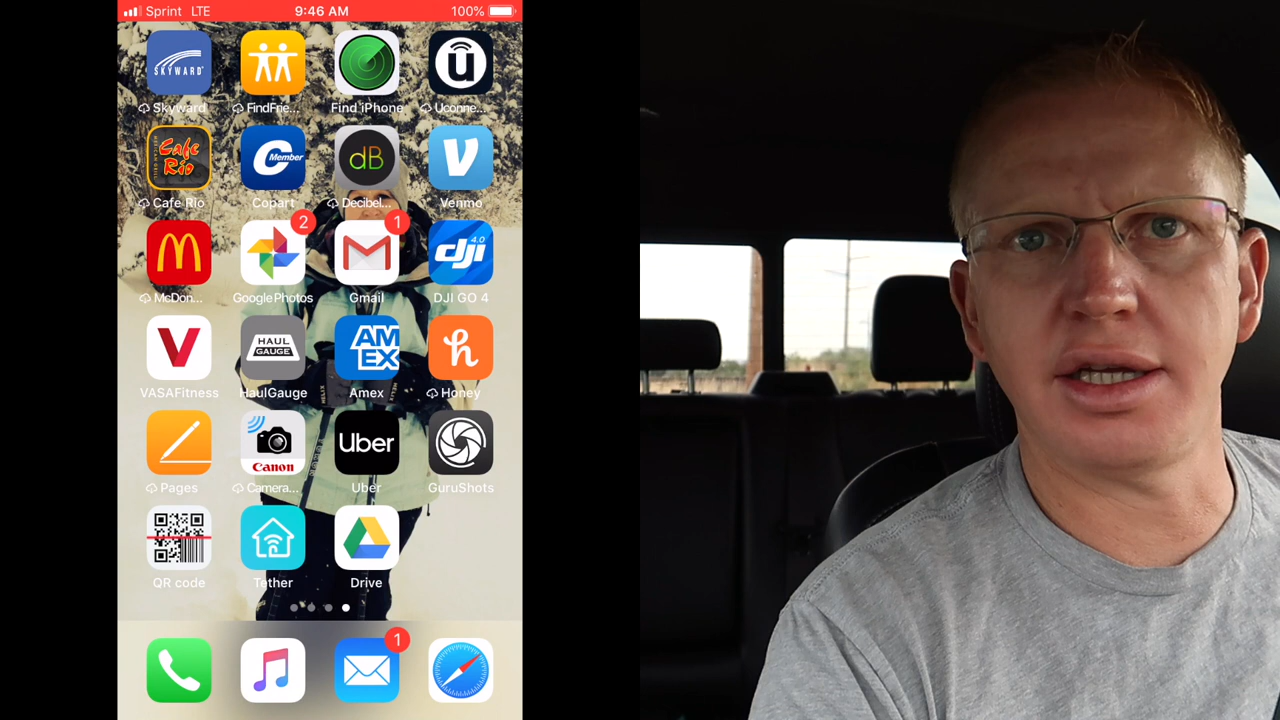 Sprint LTE 9:46 AM 100%
SKYWARD
Skyward FindFrie... Find iPhone Uconne...
Cafe Rio
MEXICAN GRILL
C Member
dB
V
Cafe Rio Copart Decibel... Venmo
2 1
dji 4.0
McDon... Google Photos Gmail DJI GO 4
V
HAUL GAUGE
AM EX
h
VASAFitness HaulGauge Amex Honey
Canon
Uber
Pages Camera... Uber GuruShots
QR code Tether Drive
1